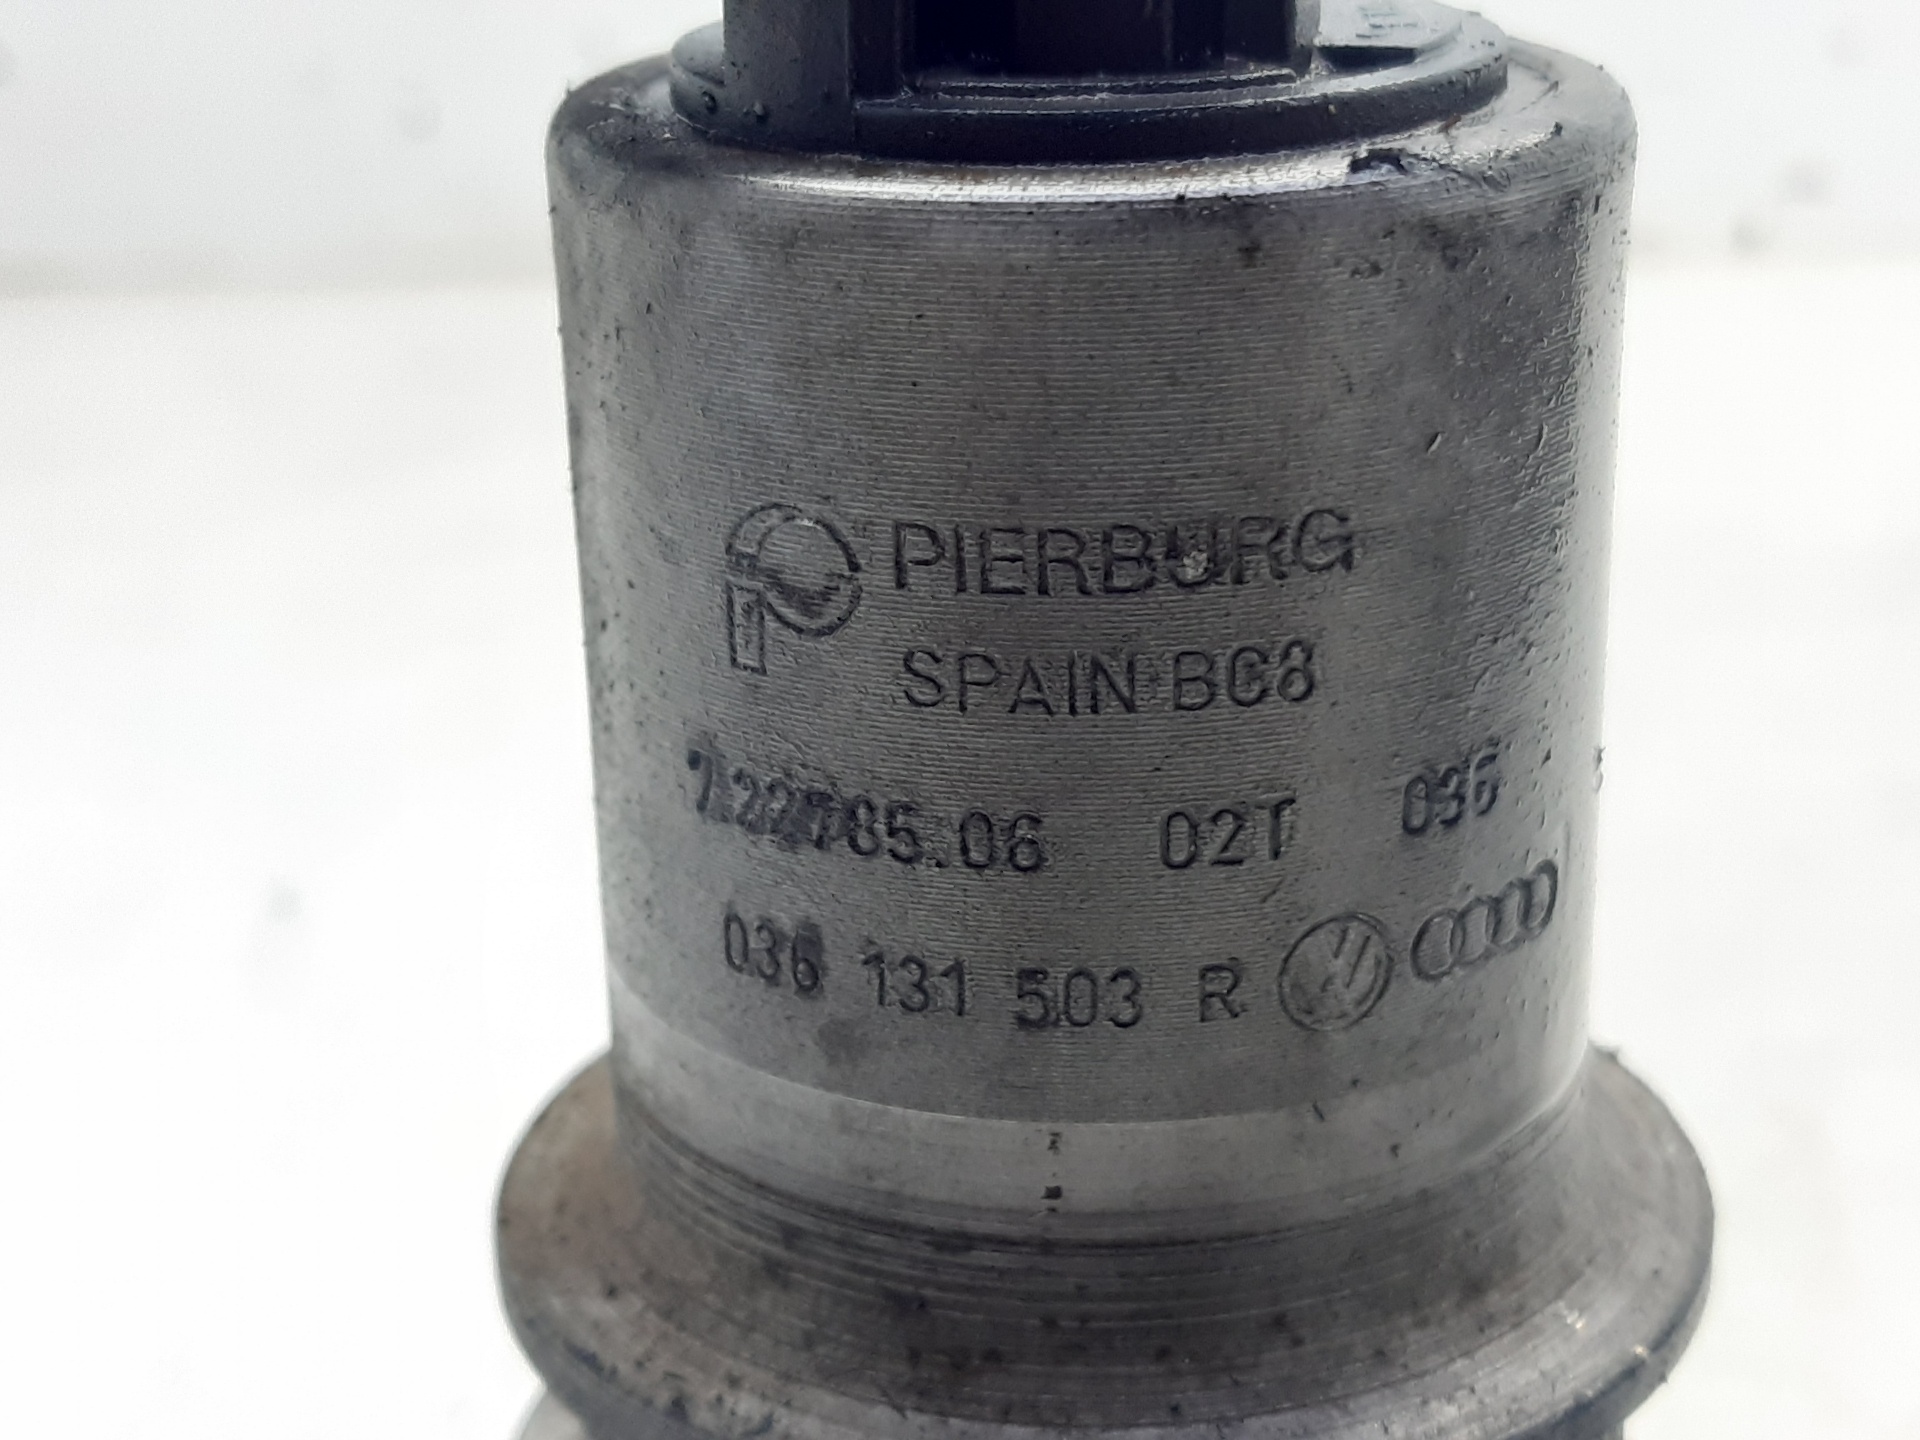 PIERBURG
SPAIN BC8
7.22785.06 02T 036
036 131 503 R